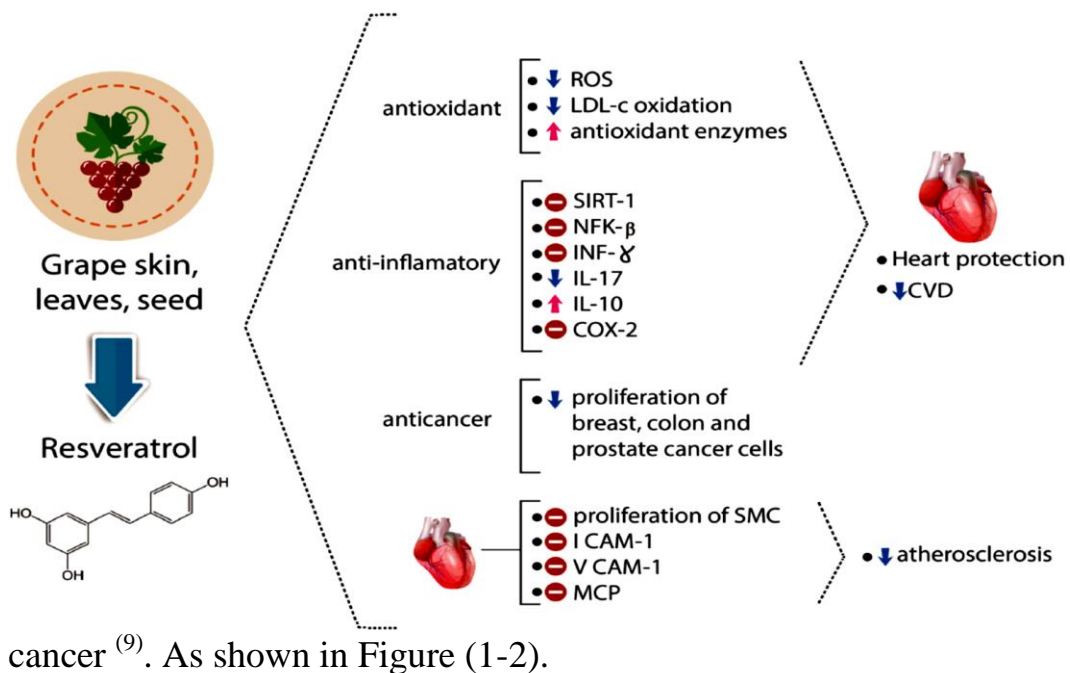 Grape skin,
leaves, seed
Resveratrol
OH
HO
OH
antioxidant
ROS
LDL-c oxidation
antioxidant enzymes
anti-inflamatory
SIRT-1
NFK-β
INF-ɣ
IL-17
IL-10
COX-2
anticancer
proliferation of
breast, colon and
prostate cancer cells
proliferation of SMC
I CAM-1
V CAM-1
MCP
Heart protection
CVD
atherosclerosis
cancer (9). As shown in Figure (1-2).